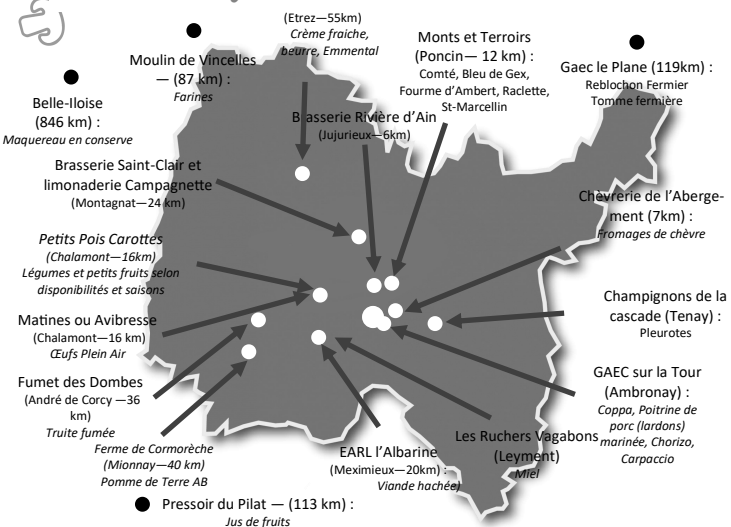 (Etrez—55km)
Crème fraiche,
beurre, Emmental
Moulin de Vincelles
— (87 km) :
Farines
Monts et Terroirs
(Poncin— 12 km) :
Comté, Bleu de Gex,
Fourme d'Ambert, Raclette,
St-Marcellin
Gaec le Plane (119km) :
Reblochon Fermier
Tomme fermière
Belle-Iloise
(846 km) :
Maquereau en conserve
Brasserie Rivière d'Ain
(Jujurieux—6km)
Brasserie Saint-Clair et
limonaderie Campagnette
(Montagnat—24 km)
Chèvrerie de l'Aberge-
ment (7km) :
Fromages de chèvre
Petits Pois Carottes
(Chalamont—16km)
Légumes et petits fruits selon
disponibilités et saisons
Champignons de la
cascade (Tenay) :
Pleurotes
Matines ou Avibresse
(Chalamont—16 km)
Œufs Plein Air
GAEC sur la Tour
(Ambronay) :
Coppa, Poitrine de
porc (lardons)
marinée, Chorizo,
Carpaccio
Fumet des Dombes
(André de Corcy —36
km)
Truite fumée
Ferme de Cormorèche
(Mionnay—40 km)
Pomme de Terre AB
EARL l'Albarine
(Meximieux—20km) :
Viande hachée)
Les Ruchers Vagabons
(Leyment)
Miel
Pressoir du Pilat — (113 km) :
Jus de fruits